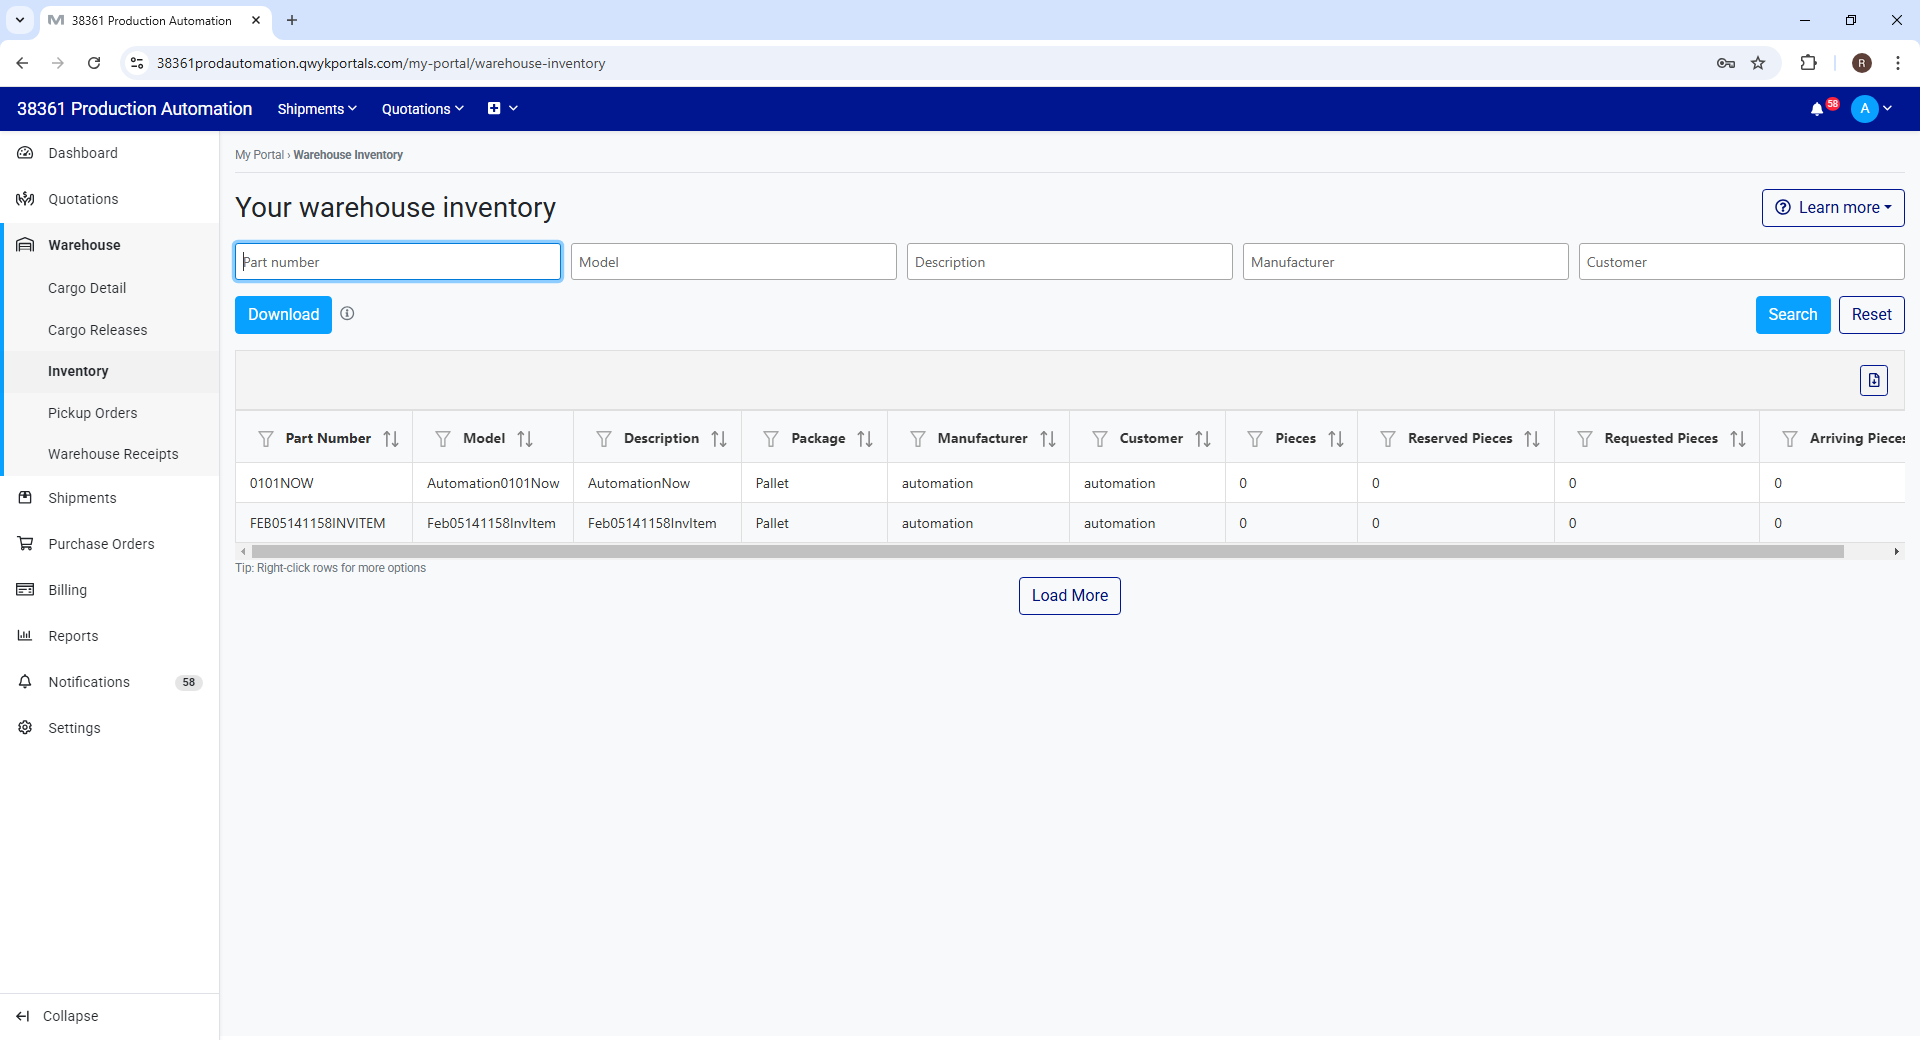 38361 Production Automation
38361prodautomation.qwykportals.com/my-portal/warehouse-inventory
R
38361 Production Automation
Shipments
Quotations
58
A
Dashboard
Quotations
Warehouse
Cargo Detail
Cargo Releases
Inventory
Pickup Orders
Warehouse Receipts
Shipments
Purchase Orders
Billing
Reports
Notifications 58
Settings
Collapse
My Portal › Warehouse Inventory
Your warehouse inventory
Learn more
Part number Model Description Manufacturer Customer
Download
Search Reset
Part Number Model Description Package Manufacturer Customer Pieces Reserved Pieces Requested Pieces Arriving Pieces
0101NOW Automation0101Now AutomationNow Pallet automation automation 0 0 0 0
FEB05141158INVITEM Feb05141158InvItem Feb05141158InvItem Pallet automation automation 0 0 0 0
Tip: Right-click rows for more options
Load More